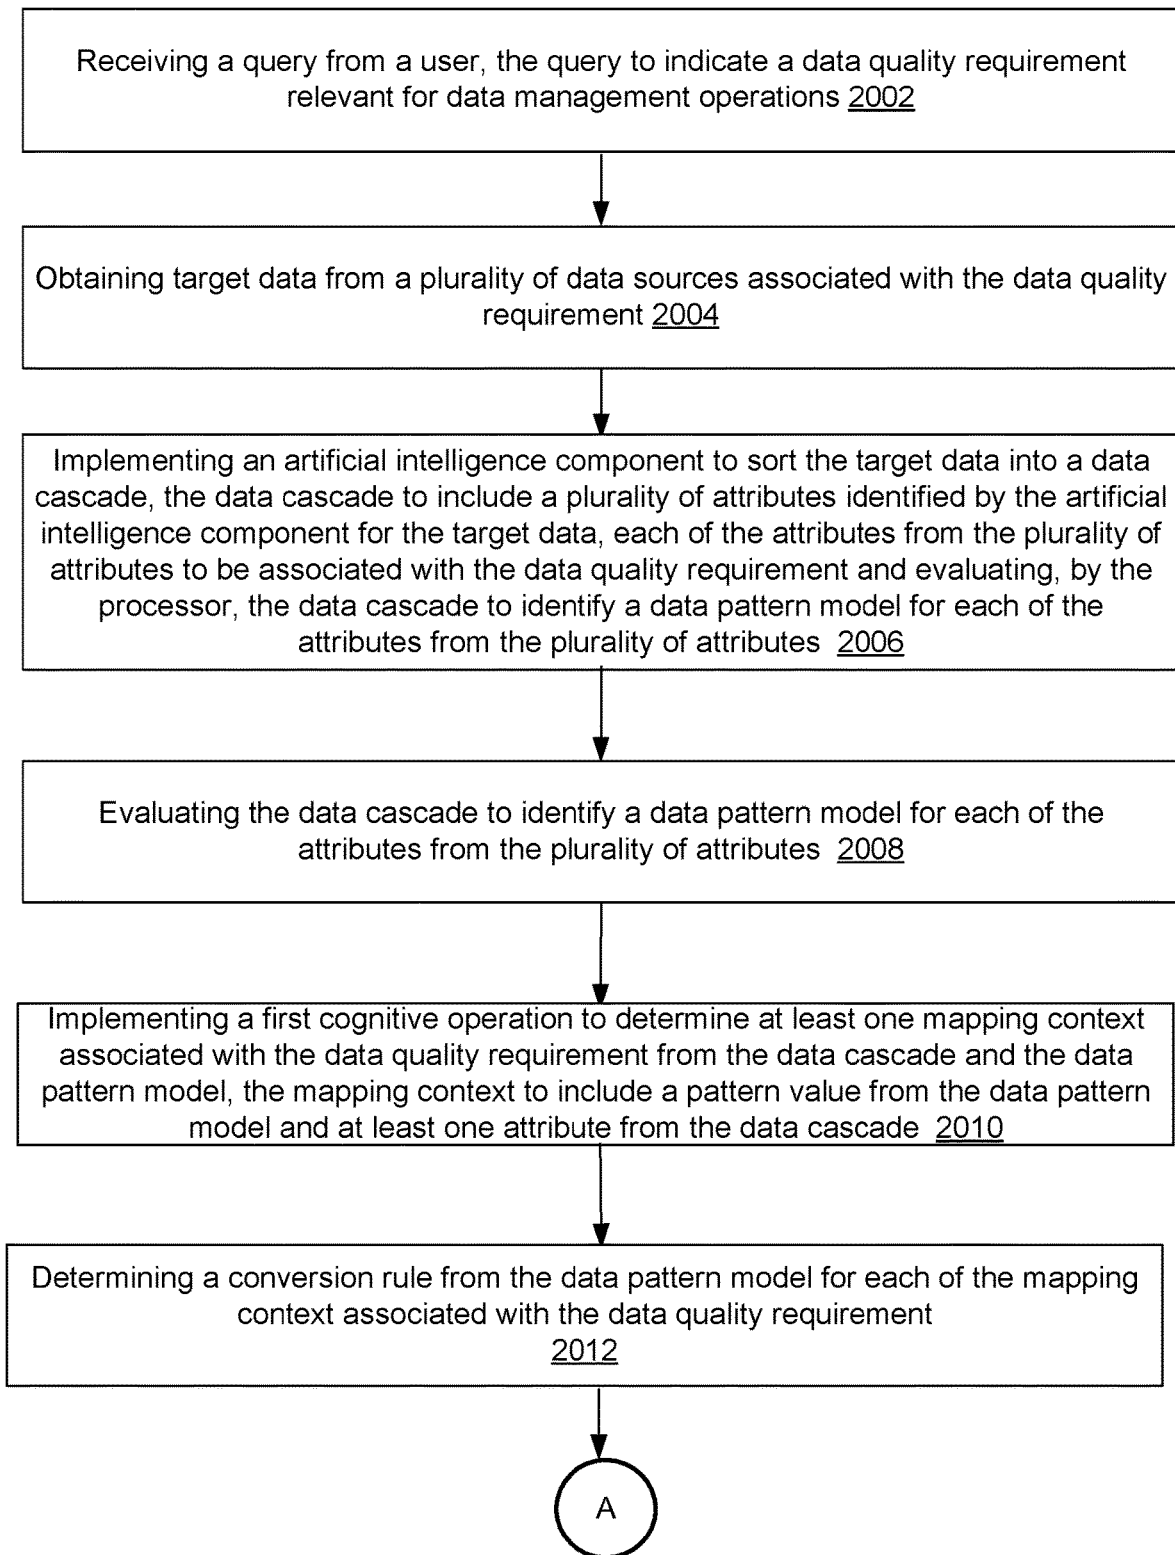 Receiving a query from a user, the query to indicate a data quality requirement
relevant for data management operations 2002
Obtaining target data from a plurality of data sources associated with the data quality
requirement 2004
Implementing an artificial intelligence component to sort the target data into a data
cascade, the data cascade to include a plurality of attributes identified by the artificial
intelligence component for the target data, each of the attributes from the plurality of
attributes to be associated with the data quality requirement and evaluating, by the
processor, the data cascade to identify a data pattern model for each of the
attributes from the plurality of attributes 2006
Evaluating the data cascade to identify a data pattern model for each of the
attributes from the plurality of attributes 2008
Implementing a first cognitive operation to determine at least one mapping context
associated with the data quality requirement from the data cascade and the data
pattern model, the mapping context to include a pattern value from the data pattern
model and at least one attribute from the data cascade 2010
Determining a conversion rule from the data pattern model for each of the mapping
context associated with the data quality requirement
2012
A